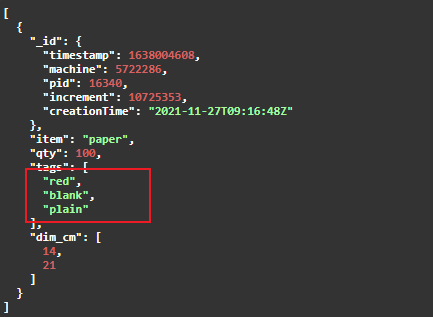 [
  {
    "_id": {
      "timestamp": 1638004608,
      "machine": 5722286,
      "pid": 16340,
      "increment": 10725353,
      "creationTime": "2021-11-27T09:16:48Z"
    },
    "item": "paper",
    "qty": 100,
    "tags": [
      "red",
      "blank",
      "plain"
    ],
    "dim_cm": [
      14,
      21
    ]
  }
]